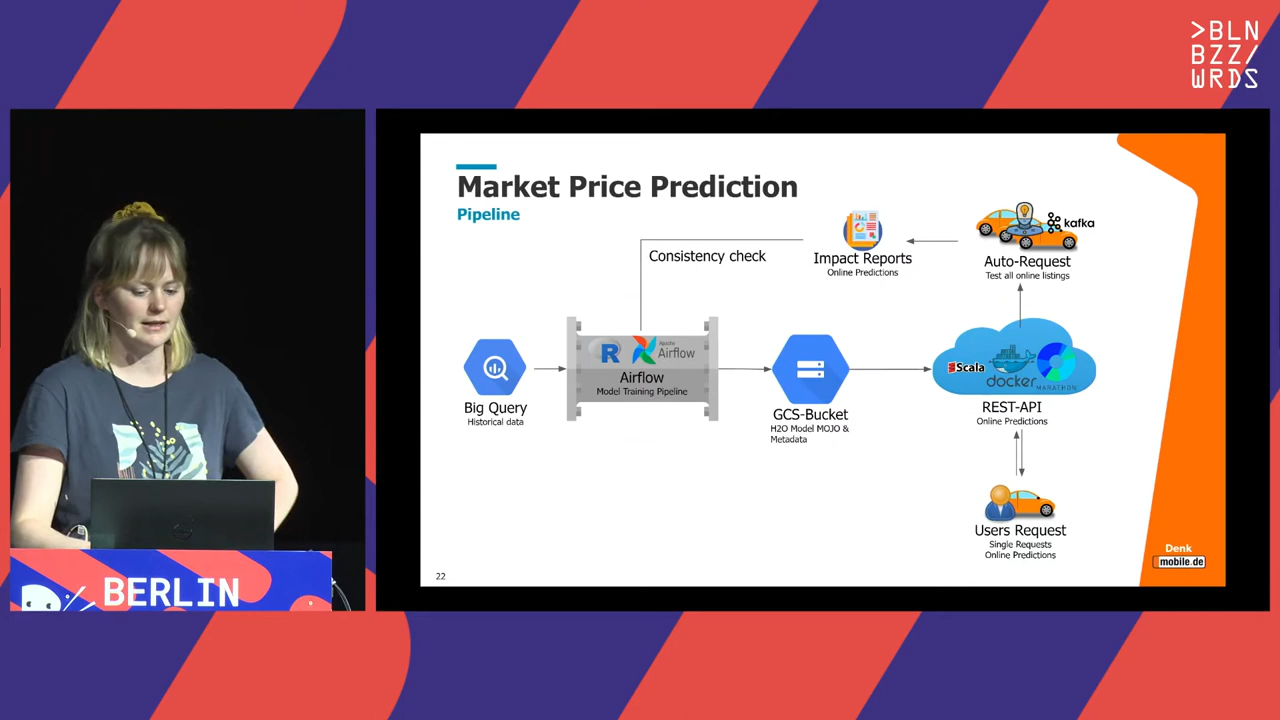 >BLN
BZZ/
WRDS
Market Price Prediction
Pipeline
Consistency check
Impact Reports
Online Predictions
kafka
Auto-Request
Test all online listings
R
Apache
Airflow
Airflow
Model Training Pipeline
Big Query
Historical data
GCS-Bucket
H2O Model MOJO &
Metadata
Scala
docker
MARATHON
REST-API
Online Predictions
Users Request
Single Requests
Online Predictions
Denk
mobile.de
22
BERLIN